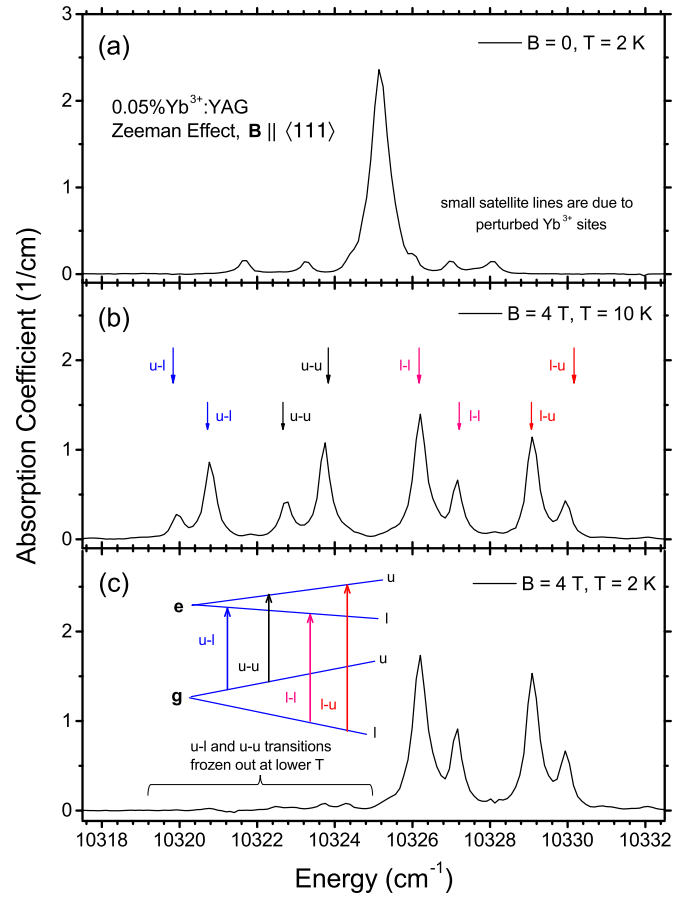 3
(a)
B = 0, T = 2 K
0.05%Yb³⁺:YAG
Zeeman Effect, B || ⟨111⟩
2
small satellite lines are due to
perturbed Yb³⁺ sites
1
0
(b)
B = 4 T, T = 10 K
2
u-l
u-u
l-l
l-u
u-l
u-u
l-l
l-u
1
0
(c)
B = 4 T, T = 2 K
u
e
l
2
u-l
u-u
u
g
l-l
l-u
l
1
u-l and u-u transitions
frozen out at lower T
0
10318 10320 10322 10324 10326 10328 10330 10332
Energy (cm⁻¹)
Absorption Coefficient (1/cm)